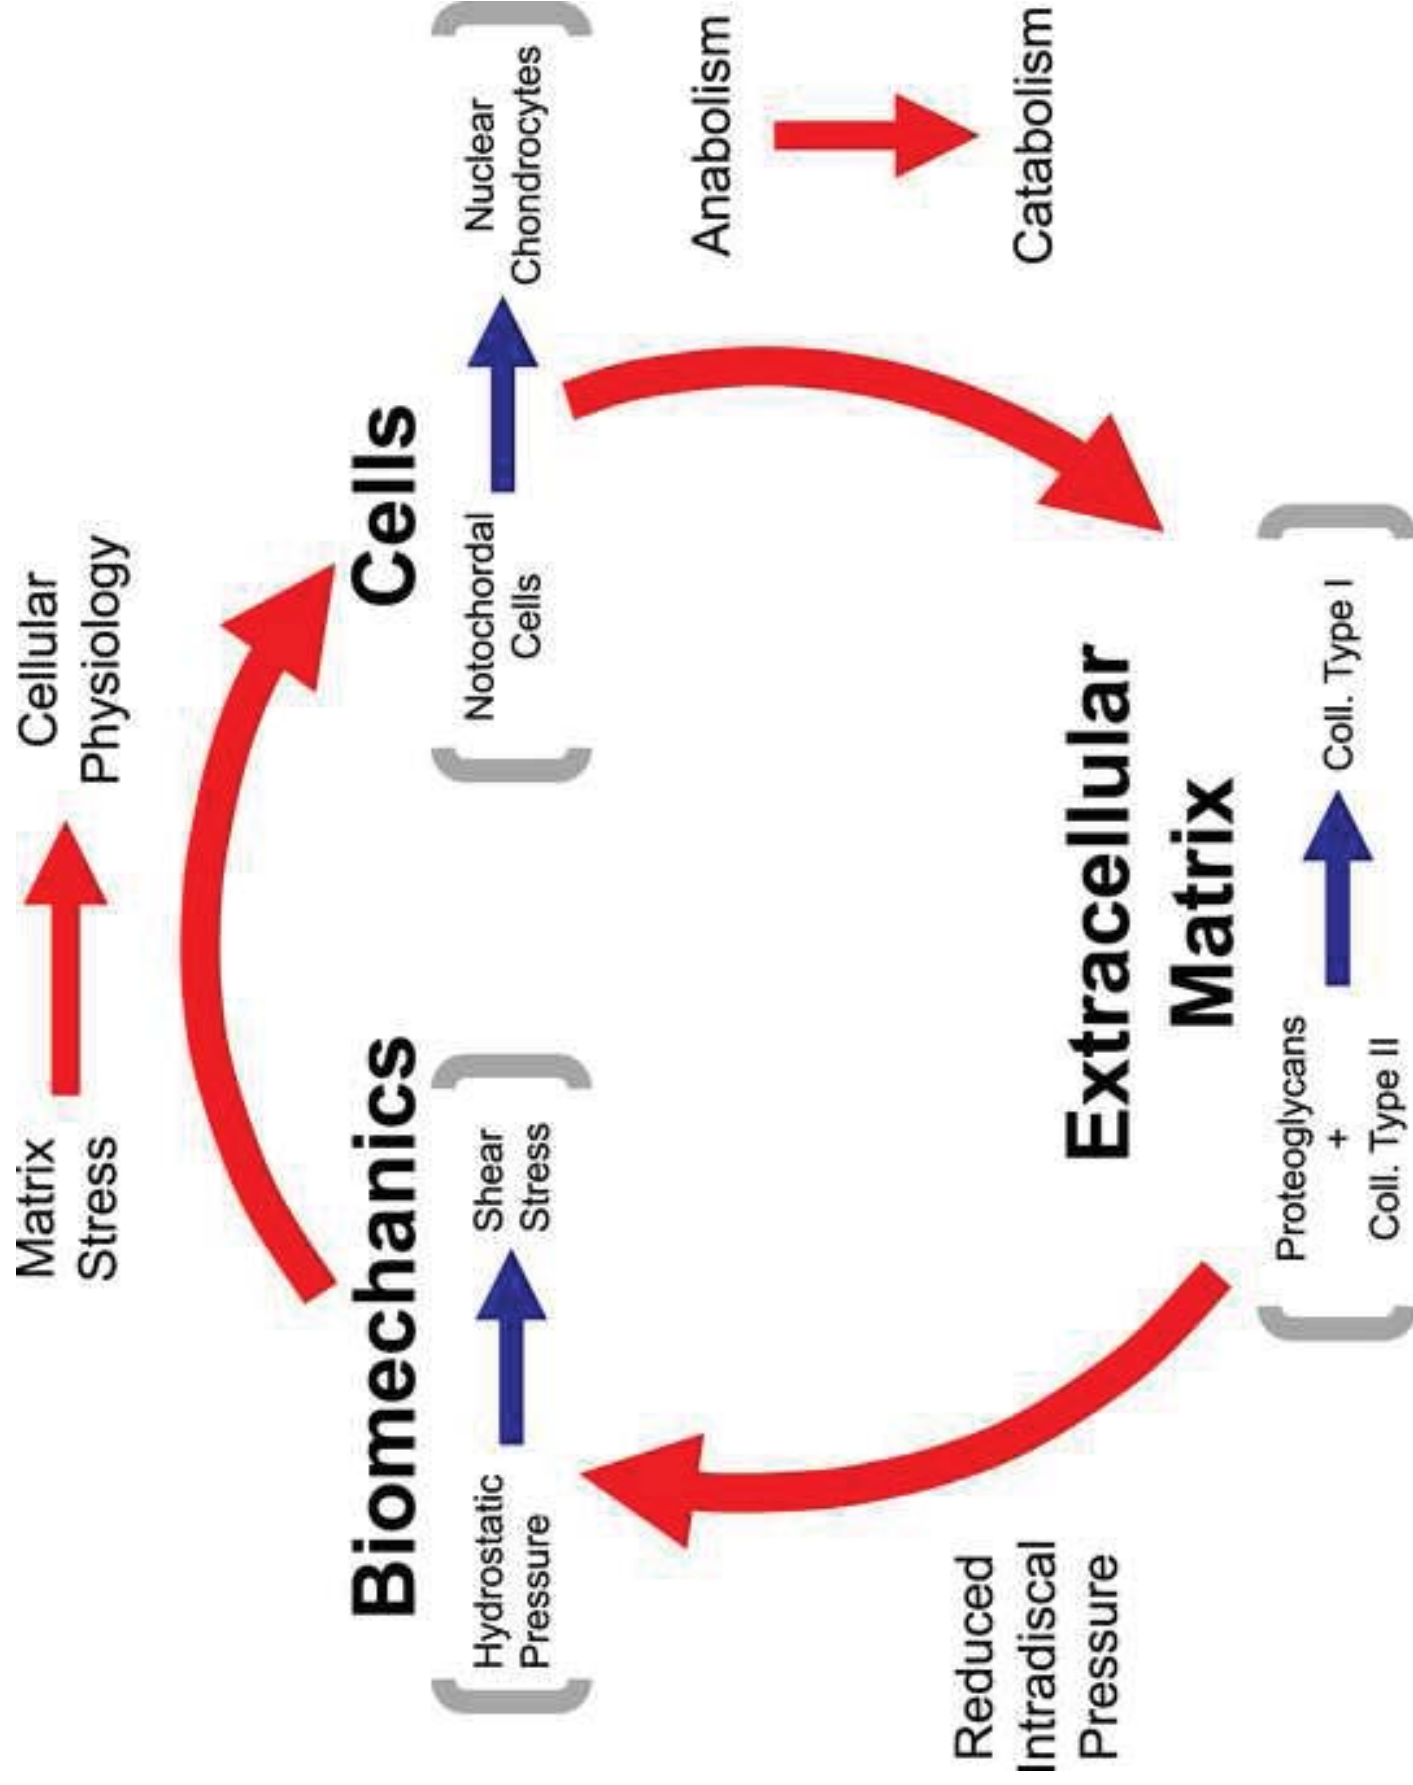 Matrix
Stress
Cellular
Physiology
Biomechanics
Hydrostatic
Pressure
Shear
Stress
Cells
Notochordal
Cells
Nuclear
Chondrocytes
Anabolism
Catabolism
Reduced
Intradiscal
Pressure
Extracellular
Matrix
Proteoglycans
+
Coll. Type II
Coll. Type I